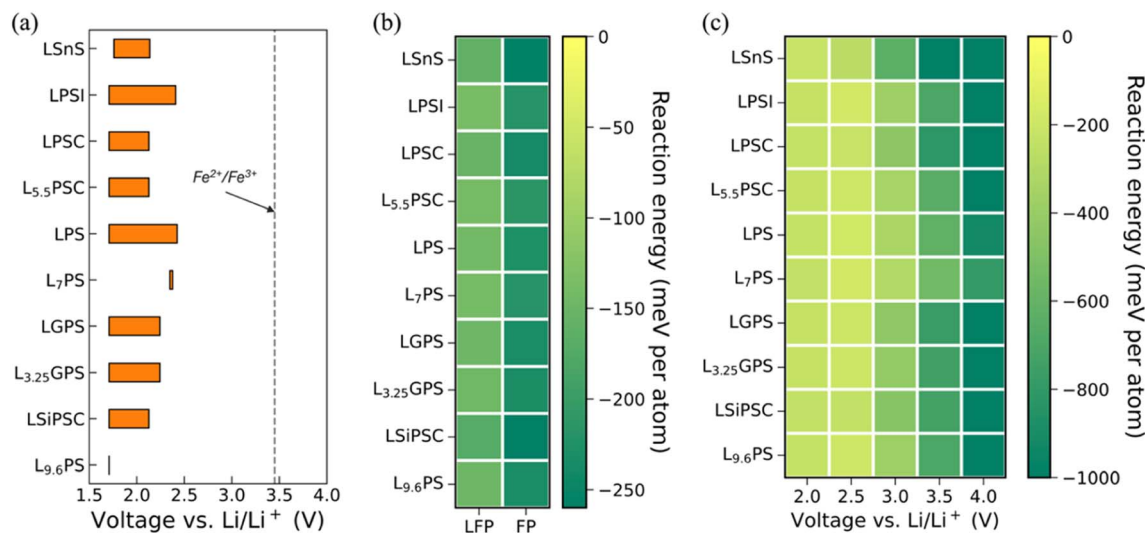 (a)
LSnS
LPSI
LPSC
L₅.₅PSC
LPS
L₇PS
LGPS
L₃.₂₅GPS
LSiPSC
L₉.₆PS
Fe²⁺/Fe³⁺
1.5 2.0 2.5 3.0 3.5 4.0
Voltage vs. Li/Li⁺ (V)
(b)
LSnS
LPSI
LPSC
L₅.₅PSC
LPS
L₇PS
LGPS
L₃.₂₅GPS
LSiPSC
L₉.₆PS
LFP FP
0
−50
−100
−150
−200
−250
Reaction energy (meV per atom)
(c)
LSnS
LPSI
LPSC
L₅.₅PSC
LPS
L₇PS
LGPS
L₃.₂₅GPS
LSiPSC
L₉.₆PS
2.0 2.5 3.0 3.5 4.0
Voltage vs. Li/Li⁺ (V)
0
−200
−400
−600
−800
−1000
Reaction energy (meV per atom)